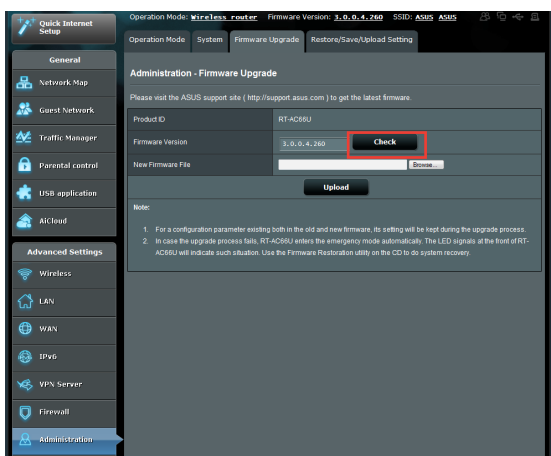 Quick Internet
Setup
General
Network Map
Guest Network
Traffic Manager
Parental control
USB application
AiCloud
Advanced Settings
Wireless
LAN
WAN
IPv6
VPN Server
Firewall
Administration
Operation Mode: Wireless router Firmware Version: 3.0.0.4.260 SSID: ASUS ASUS
Operation Mode System Firmware Upgrade Restore/Save/Upload Setting
Administration - Firmware Upgrade
Please visit the ASUS support site ( http://support.asus.com ) to get the latest firmware.
Product ID RT-AC66U
Firmware Version 3.0.0.4.260 Check
New Firmware File Browse...
Upload
Note:
1. For a configuration parameter existing both in the old and new firmware, its setting will be kept during the upgrade process.
2. In case the upgrade process fails, RT-AC66U enters the emergency mode automatically. The LED signals at the front of RT-
AC66U will indicate such situation. Use the Firmware Restoration utility on the CD to do system recovery.